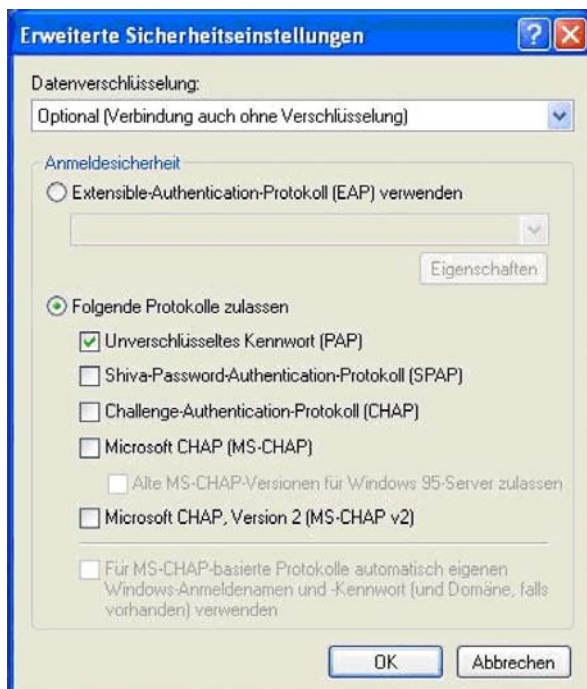 Erweiterte Sicherheitseinstellungen
Datenverschlüsselung:
Optional (Verbindung auch ohne Verschlüsselung)
Anmeldesicherheit
Extensible-Authentication-Protokoll (EAP) verwenden
Eigenschaften
Folgende Protokolle zulassen
Unverschlüsseltes Kennwort (PAP)
Shiva-Password-Authentication-Protokoll (SPAP)
Challenge-Authentication-Protokoll (CHAP)
Microsoft CHAP (MS-CHAP)
Alte MS-CHAP-Versionen für Windows 95-Server zulassen
Microsoft CHAP, Version 2 (MS-CHAP v2)
Für MS-CHAP-basierte Protokolle automatisch eigenen
Windows-Anmeldenamen und -Kennwort (und Domäne, falls
vorhanden) verwenden
OK
Abbrechen